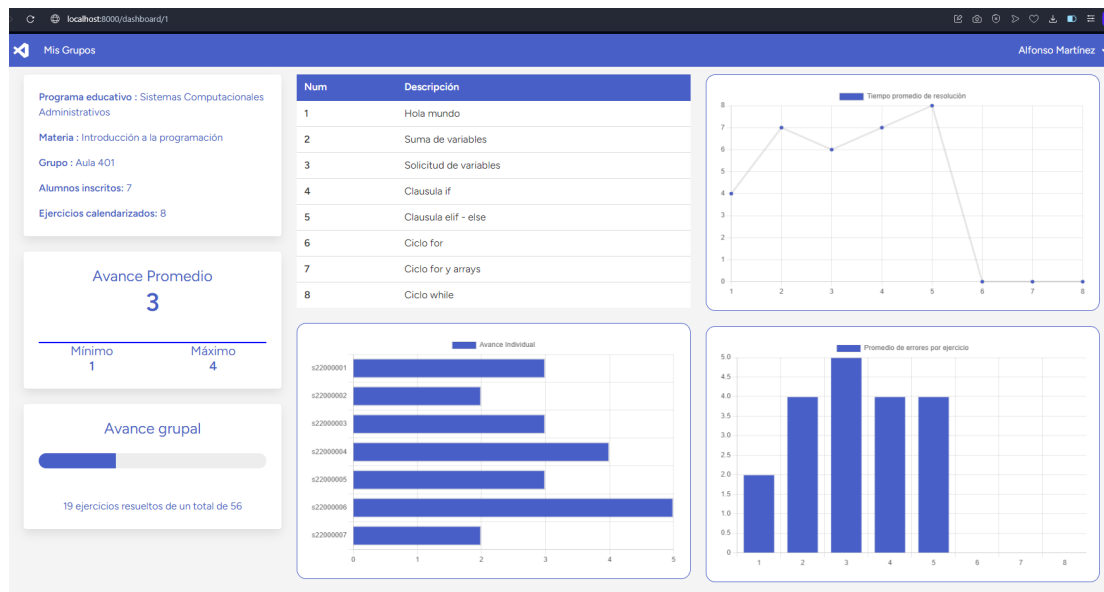 localhost:8000/dashboard/1
Mis Grupos
Alfonso Martínez
Programa educativo : Sistemas Computacionales
Administrativos
Materia : Introducción a la programación
Grupo : Aula 401
Alumnos inscritos: 7
Ejercicios calendarizados: 8
Avance Promedio
3
Mínimo Máximo
1 4
Avance grupal
19 ejercicios resueltos de un total de 56
Num Descripción
1 Hola mundo
2 Suma de variables
3 Solicitud de variables
4 Clausula if
5 Clausula elif - else
6 Ciclo for
7 Ciclo for y arrays
8 Ciclo while
Avance Individual
s22000001
s22000002
s22000003
s22000004
s22000005
s22000006
s22000007
0 1 2 3 4 5
Tiempo promedio de resolución
8
7
6
5
4
3
2
1
0
1 2 3 4 5 6 7 8
Promedio de errores por ejercicio
5.0
4.5
4.0
3.5
3.0
2.5
2.0
1.5
1.0
0.5
0
1 2 3 4 5 6 7 8